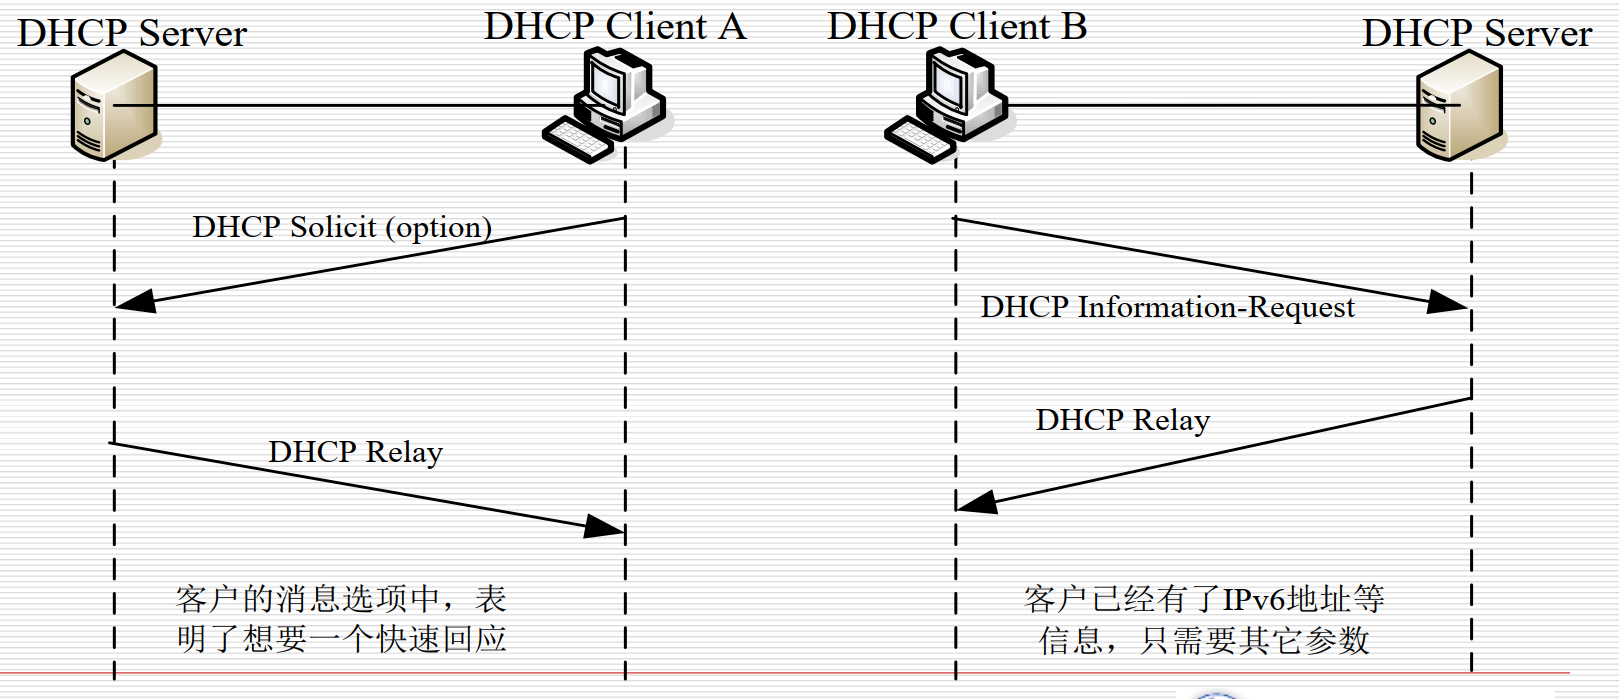 DHCP Server
DHCP Client A
DHCP Client B
DHCP Server
DHCP Solicit (option)
DHCP Information-Request
DHCP Relay
DHCP Relay
客户的消息选项中，表
明了想要一个快速回应
客户已经有了IPv6地址等
信息，只需要其它参数